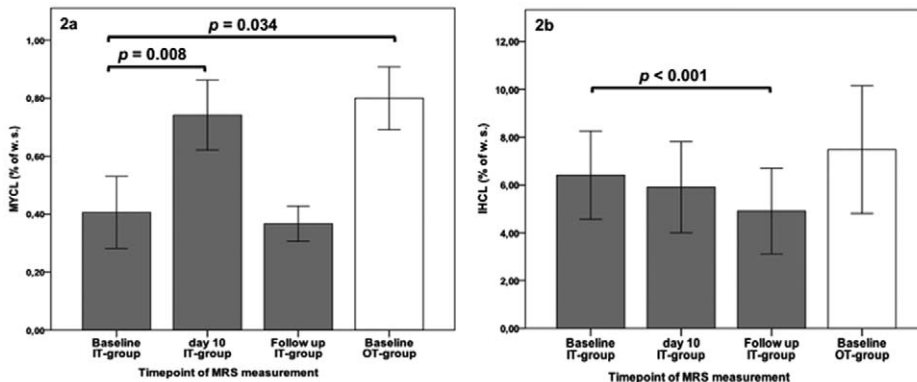 2a
p = 0.034
p = 0.008
MYCL (% of w. s.)
1,00
0,80
0,60
0,40
0,20
0,00
Baseline
IT-group
day 10
IT-group
Follow up
IT-group
Baseline
OT-group
Timepoint of MRS measurement
2b
p < 0.001
IHCL (% of w. s.)
12,00
10,00
8,00
6,00
4,00
2,00
0,00
Baseline
IT-group
day 10
IT-group
Follow up
IT-group
Baseline
OT-group
Timepoint of MRS measurement